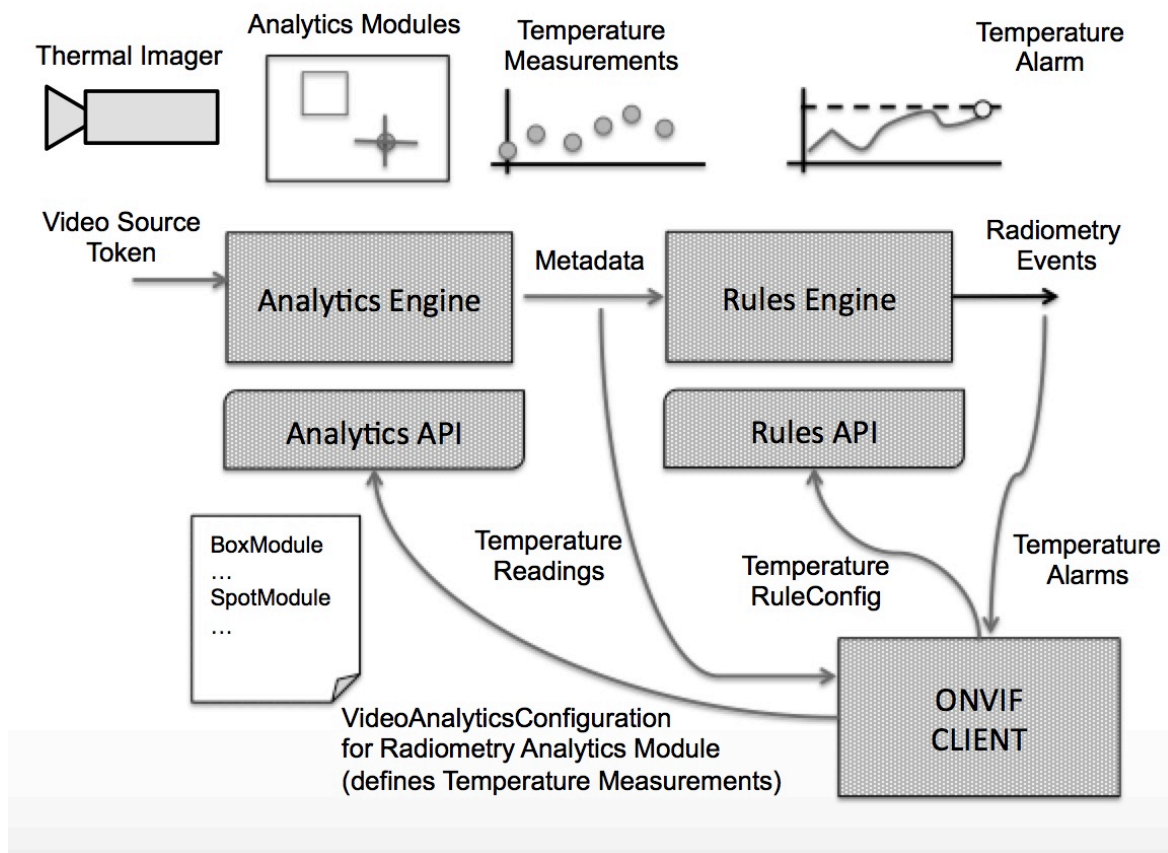 Thermal Imager
Analytics Modules
Temperature
Measurements
Temperature
Alarm
Video Source
Token
Analytics Engine
Metadata
Rules Engine
Radiometry
Events
Analytics API
Rules API
BoxModule
…
SpotModule
…
Temperature
Readings
Temperature
RuleConfig
Temperature
Alarms
VideoAnalyticsConfiguration
for Radiometry Analytics Module
(defines Temperature Measurements)
ONVIF
CLIENT